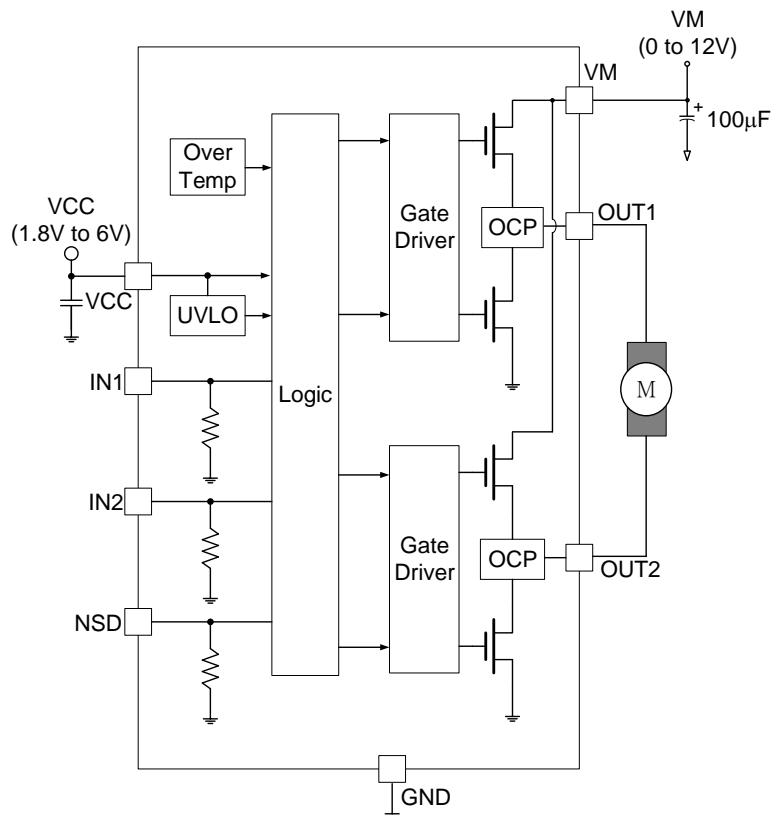 VM
(0 to 12V)
VM
100μF
Over
Temp
Gate
Driver
OCP
OUT1
VCC
(1.8V to 6V)
VCC
UVLO
IN1
Logic
M
IN2
Gate
Driver
OCP
OUT2
NSD
GND